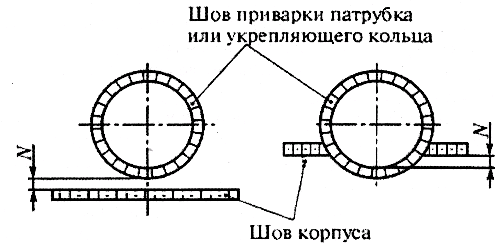 Шов приварки патрубка
или укрепляющего кольца
N
N
Шов корпуса